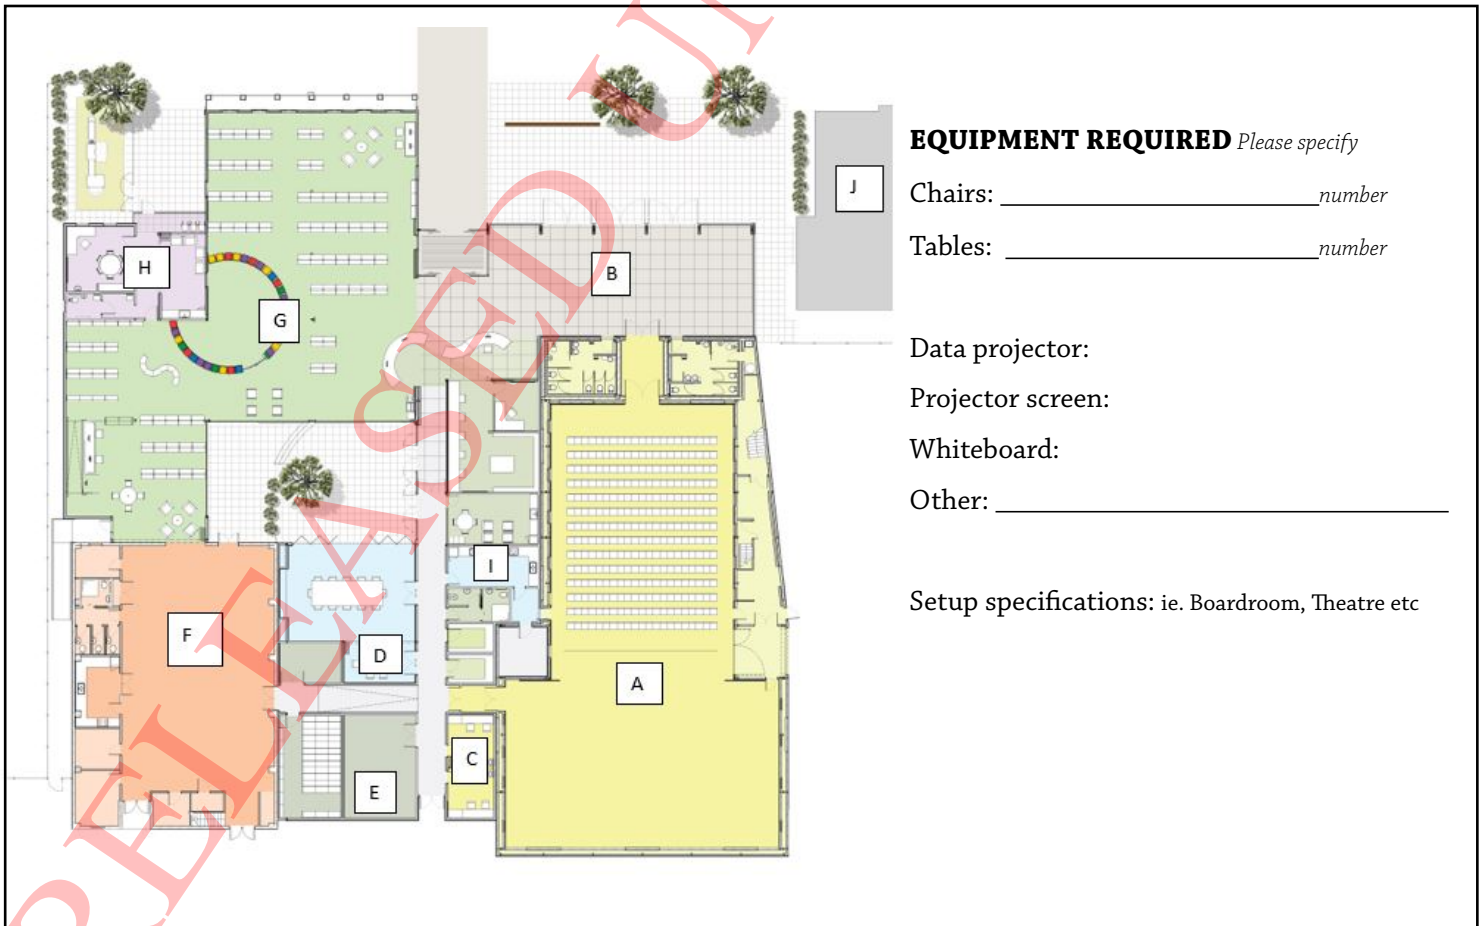 RELEASED U
J
B
H
G
I
F
D
A
C
E
EQUIPMENT REQUIRED Please specify
Chairs: number
Tables: number
Data projector:
Projector screen:
Whiteboard:
Other:
Setup specifications: ie. Boardroom, Theatre etc